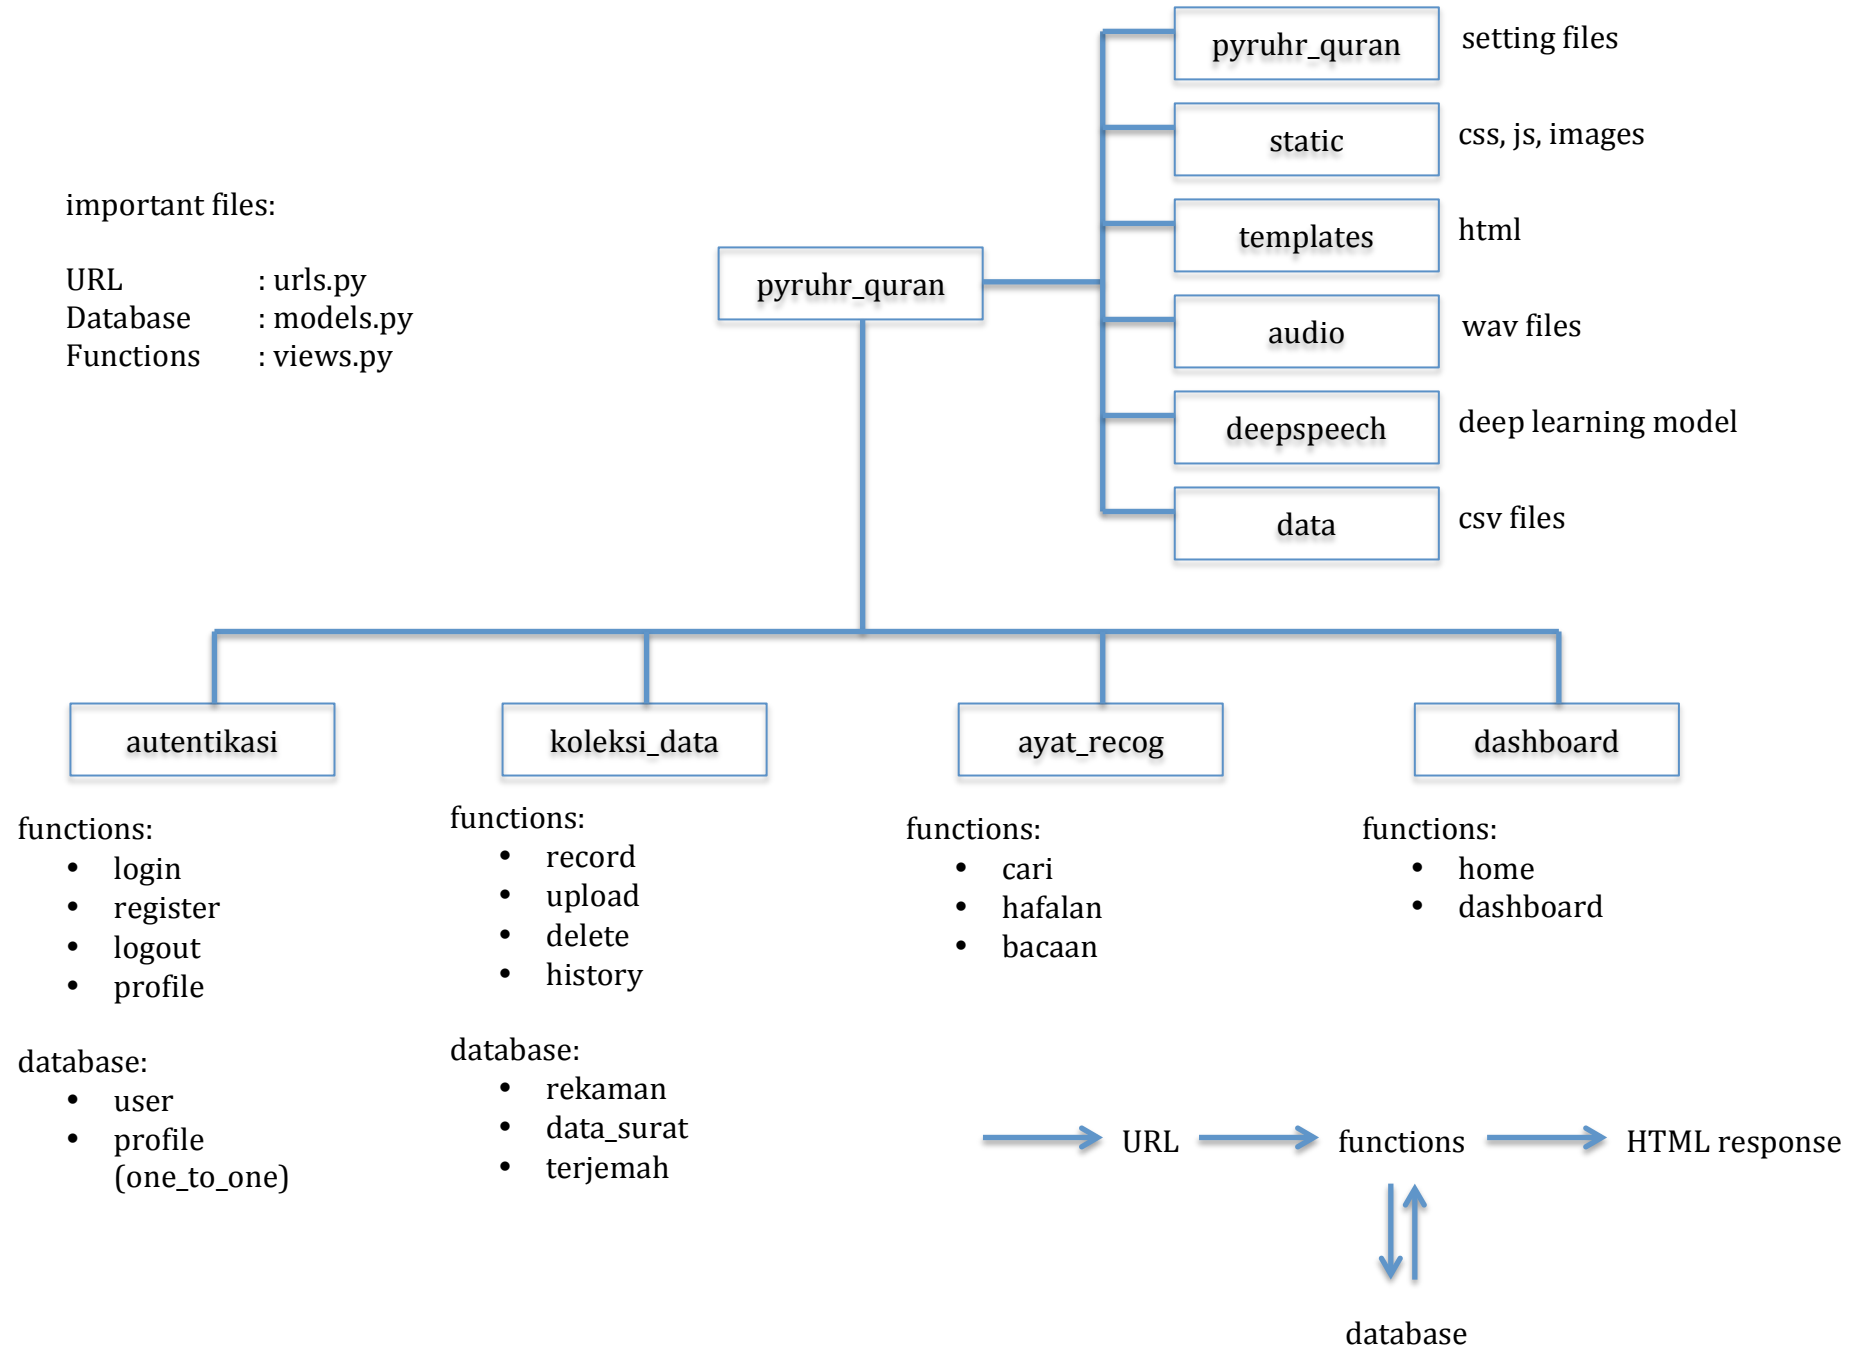 pyruhr_quran setting files
static css, js, images
important files:
templates html
URL : urls.py
pyruhr_quran
Database : models.py
audio wav files
Functions : views.py
deepspeech deep learning model
data csv files
autentikasi
koleksi_data
ayat_recog
dashboard
functions:
• login
• register
• logout
• profile
database:
• user
• profile
(one_to_one)
functions:
• record
• upload
• delete
• history
database:
• rekaman
• data_surat
• terjemah
functions:
• cari
• hafalan
• bacaan
functions:
• home
• dashboard
URL functions HTML response
database